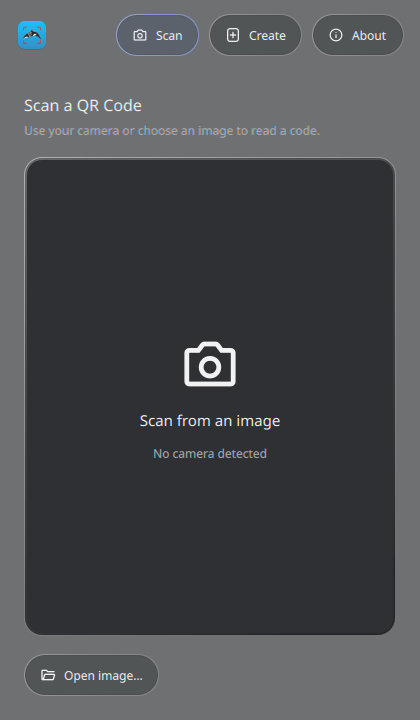 Scan
Create
About
Scan a QR Code
Use your camera or choose an image to read a code.
Scan from an image
No camera detected
Open image...